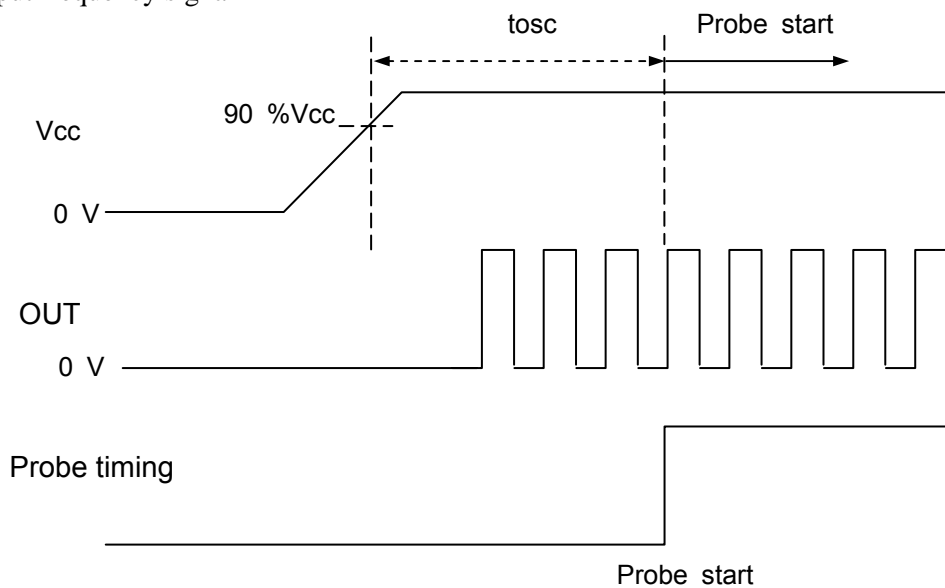 tosc Probe start
90 %Vcc
Vcc
0 V
OUT
0 V
Probe timing
Probe start